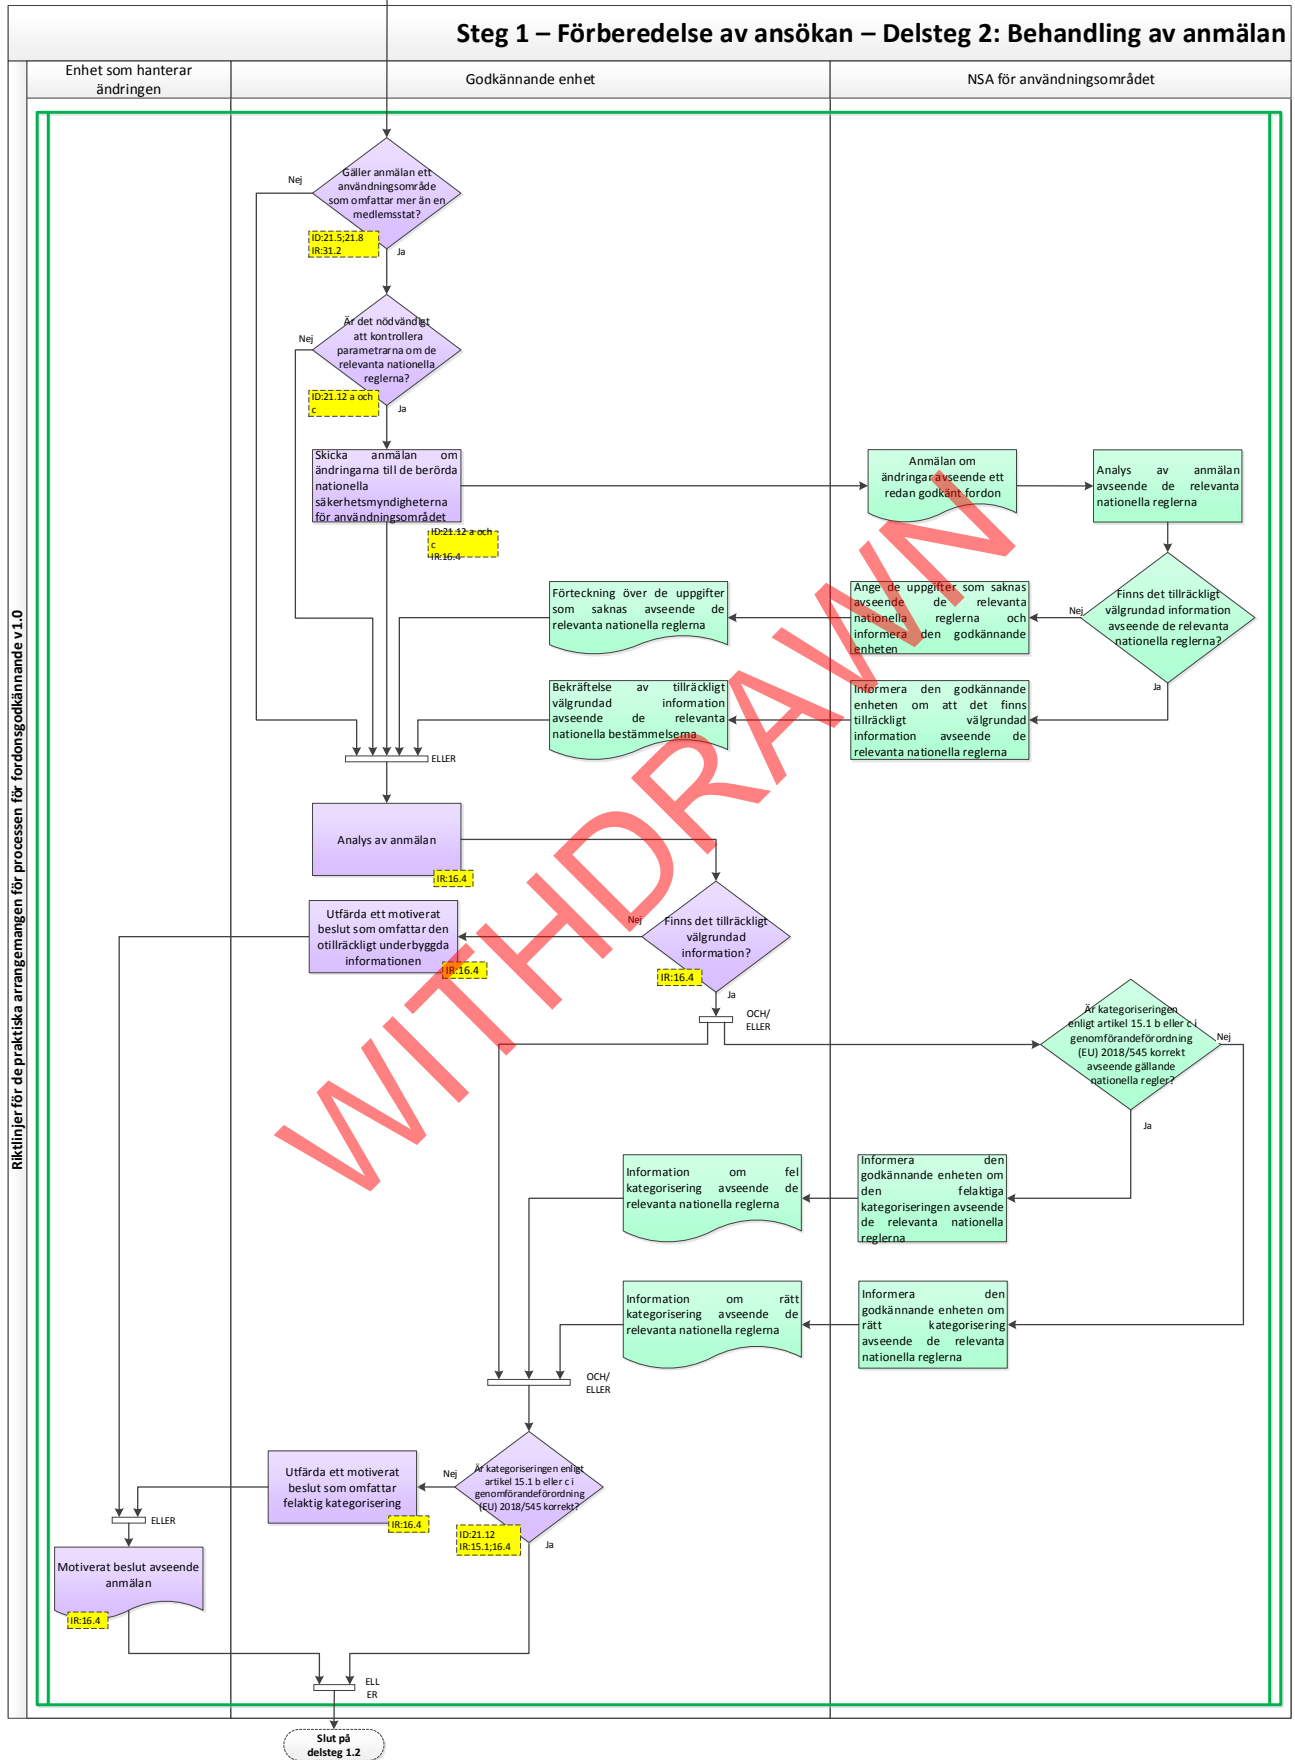 Steg 1 – Förberedelse av ansökan – Delsteg 2: Behandling av anmälan
Riktlinjer för de praktiska arrangemangen för processen för fordonsgodkännande v1.0
Enhet som hanterar
ändringen
Godkännande enhet
NSA för användningsområdet
Gäller anmälan ett
användningsområde
som omfattar mer än en
medlemsstat?
Nej
ID:21.5;21.8
IR:31.2
Ja
Är det nödvändigt
att kontrollera
parametrarna om de
relevanta nationella
reglerna?
Nej
ID:21.12 a och
c
Ja
Skicka anmälan om
ändringarna till de berörda
nationella
säkerhetsmyndigheterna
för användningsområdet
ID:21.12 a och
c
IR:16.4
Anmälan om
ändringar avseende ett
redan godkänt fordon
Analys av anmälan
avseende de relevanta
nationella reglerna
Finns det tillräckligt
välgrundad information
avseende de relevanta
nationella reglerna?
Nej
Ja
Ange de uppgifter som saknas
avseende de relevanta
nationella reglerna och
informera den godkännande
enheten
Förteckning över de uppgifter
som saknas avseende de
relevanta nationella reglerna
Informera den godkännande
enheten om att det finns
tillräckligt välgrundad
information avseende de
relevanta nationella reglerna
Bekräftelse av tillräckligt
välgrundad information
avseende de relevanta
nationella bestämmelserna
ELLER
Analys av anmälan
IR:16.4
Finns det tillräckligt
välgrundad
information?
Nej
IR:16.4
Ja
Utfärda ett motiverat
beslut som omfattar den
otillräckligt underbyggda
informationen
IR:16.4
OCH/
ELLER
Är kategoriseringen
enligt artikel 15.1 b eller c i
genomförandeförordning
(EU) 2018/545 korrekt
avseende gällande
nationella regler?
Nej
Ja
Informera den
godkännande enheten om
den felaktiga
kategoriseringen avseende
de relevanta nationella
reglerna
Information om fel
kategorisering avseende de
relevanta nationella reglerna
Informera den
godkännande enheten om
rätt kategorisering
avseende de relevanta
nationella reglerna
Information om rätt
kategorisering avseende de
relevanta nationella reglerna
OCH/
ELLER
Är kategoriseringen enligt
artikel 15.1 b eller c i
genomförandeförordning
(EU) 2018/545 korrekt?
Nej
ID:21.12
IR:15.1;16.4
Ja
Utfärda ett motiverat
beslut som omfattar
felaktig kategorisering
IR:16.4
ELLER
Motiverat beslut avseende
anmälan
IR:16.4
ELL
ER
Slut på
delsteg 1.2
WITHDRAWN